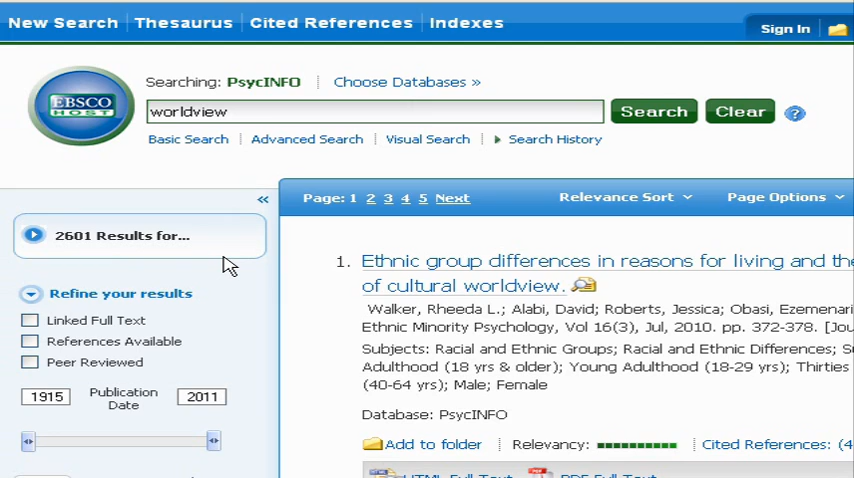 New Search Thesaurus Cited References Indexes
Sign In
Searching: PsycINFO Choose Databases »
EBSCO
HOST
worldview
Search Clear ?
Basic Search Advanced Search Visual Search Search History
«
Page: 1 2 3 4 5 Next Relevance Sort Page Options
2601 Results for...
Refine your results
Linked Full Text
References Available
Peer Reviewed
1915 Publication Date 2011
1. Ethnic group differences in reasons for living and the
of cultural worldview.
Walker, Rheeda L.; Alabi, David; Roberts, Jessica; Obasi, Ezemenari
Ethnic Minority Psychology, Vol 16(3), Jul, 2010. pp. 372-378. [Jou
Subjects: Racial and Ethnic Groups; Racial and Ethnic Differences; S
Adulthood (18 yrs & older); Young Adulthood (18-29 yrs); Thirties
(40-64 yrs); Male; Female
Database: PsycINFO
Add to folder Relevancy: Cited References: (4
HTML Full Text PDF Full Text